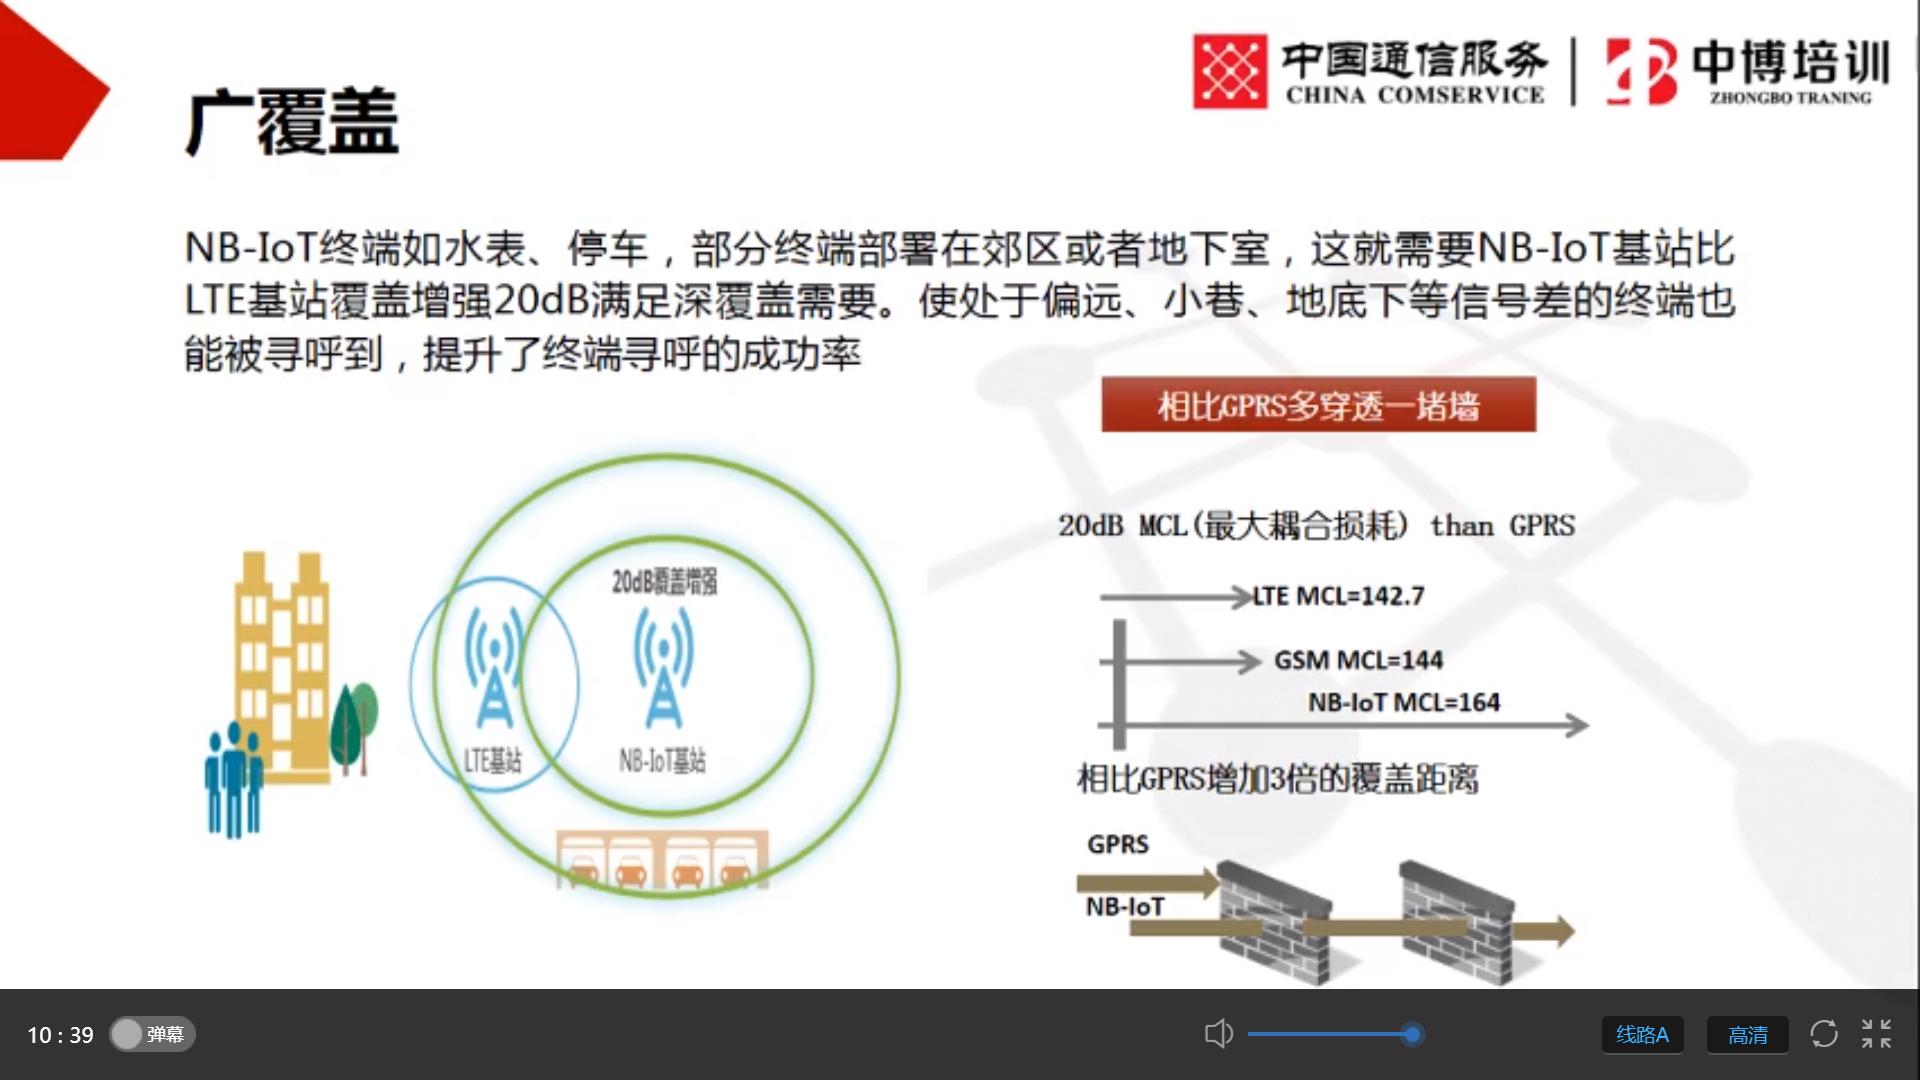 中国通信服务
CHINA COMSERVICE
中博培训
ZHONGBO TRANING
广覆盖
NB-IoT终端如水表、停车，部分终端部署在郊区或者地下室，这就需要NB-IoT基站比
LTE基站覆盖增强20dB满足深覆盖需要。使处于偏远、小巷、地底下等信号差的终端也
能被寻呼到，提升了终端寻呼的成功率
相比GPRS多穿透一堵墙
20dB覆盖增强
LTE基站
NB-IoT基站
20dB MCL(最大耦合损耗) than GPRS
LTE MCL=142.7
GSM MCL=144
NB-IoT MCL=164
相比GPRS增加3倍的覆盖距离
GPRS
NB-IoT
10 : 39
弹幕
线路A
高清